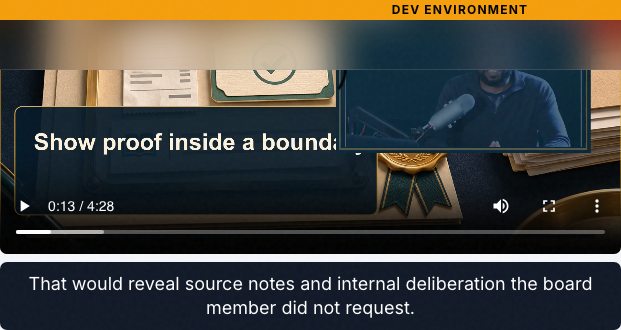 DEV ENVIRONMENT
Show proof inside a
0:13 / 4:28
That would reveal source notes and internal deliberation the board
member did not request.